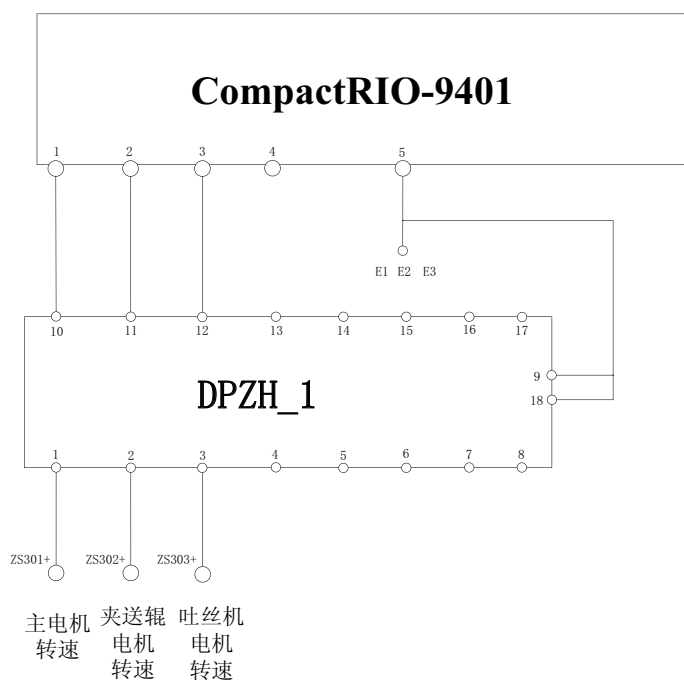 CompactRIO-9401
1 2 3 4 5
E1 E2 E3
10 11 12 13 14 15 16 17
9
DPZH_1
18
1 2 3 4 5 6 7 8
ZS301+ ZS302+ ZS303+
主电机 夹送辊 吐丝机
转速 电机 电机
转速 转速